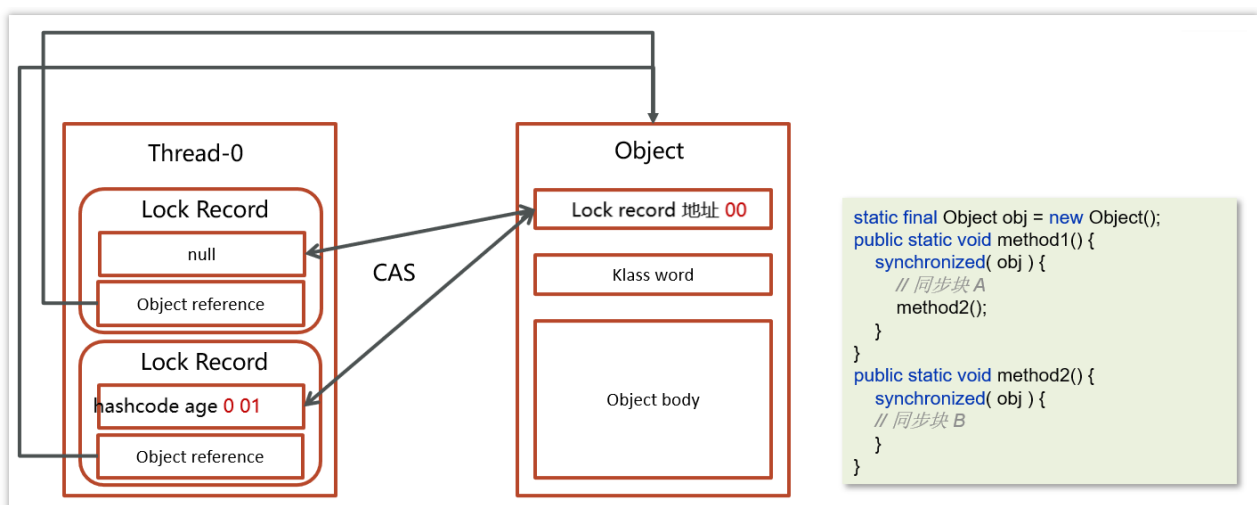 Thread-0
Lock Record
null
Object reference
Lock Record
hashcode age 0 01
Object reference
CAS
Object
Lock record 地址 00
Klass word
Object body
static final Object obj = new Object();
public static void method1() {
synchronized( obj ) {
// 同步块 A
method2();
}
}
public static void method2() {
synchronized( obj ) {
// 同步块 B
}
}